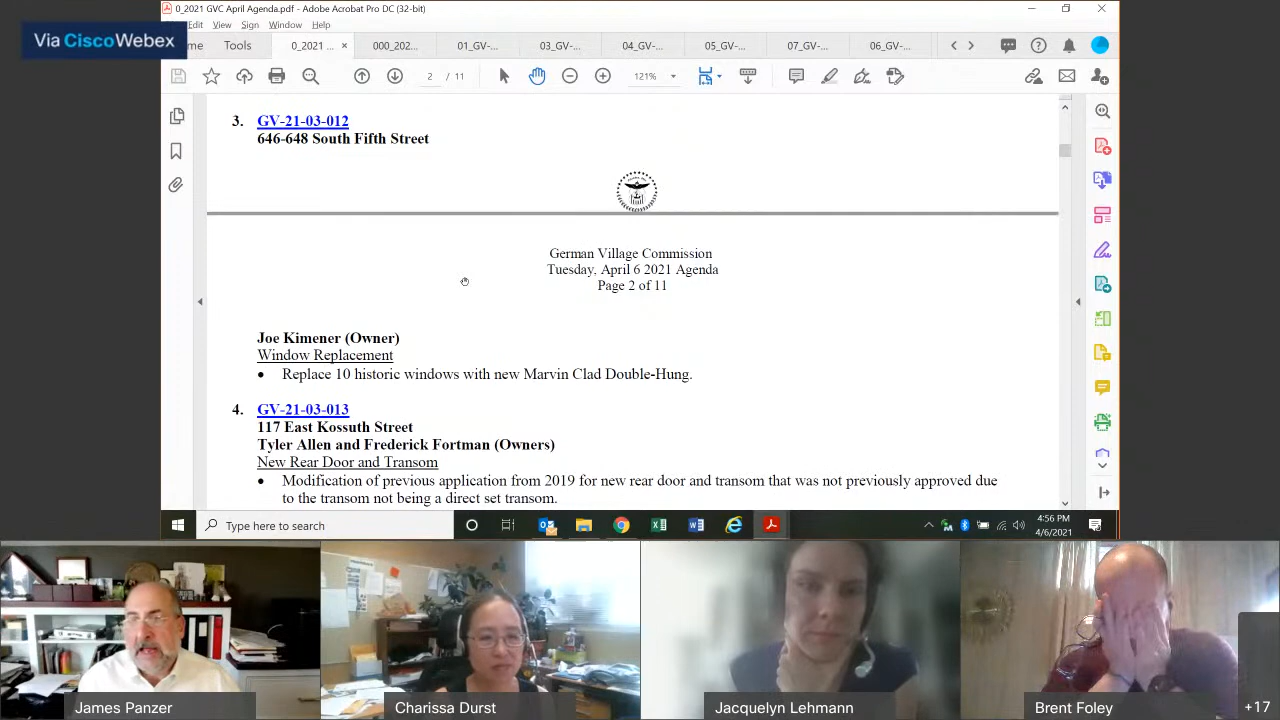 0_2021 GVC April Agenda.pdf - Adobe Acrobat Pro DC (32-bit)
Via Cisco Webex
Edit View Sign Window Help
me Tools 0_2021 ... × 000_202... 01_GV-... 03_GV-... 04_GV-... 05_GV-... 07_GV-... 06_GV-...
2 / 11 121%
3. GV-21-03-012
646-648 South Fifth Street
German Village Commission
Tuesday, April 6 2021 Agenda
Page 2 of 11
Joe Kimener (Owner)
Window Replacement
• Replace 10 historic windows with new Marvin Clad Double-Hung.
4. GV-21-03-013
117 East Kossuth Street
Tyler Allen and Frederick Fortman (Owners)
New Rear Door and Transom
• Modification of previous application from 2019 for new rear door and transom that was not previously approved due
to the transom not being a direct set transom.
Type here to search
4:56 PM
4/6/2021
James Panzer
Charissa Durst
Jacquelyn Lehmann
Brent Foley
+17